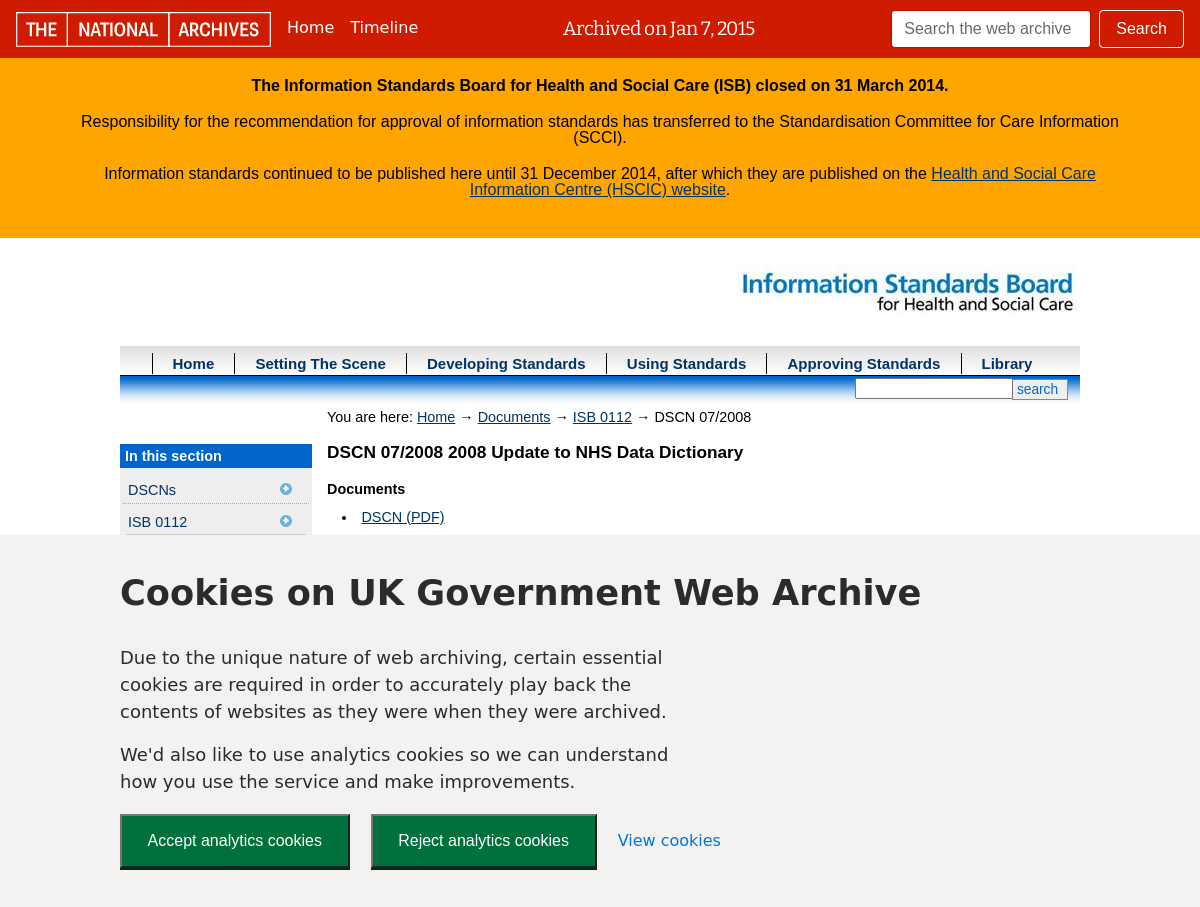 THE NATIONAL ARCHIVES Home Timeline Archived on Jan 7, 2015 Search the web archive Search
The Information Standards Board for Health and Social Care (ISB) closed on 31 March 2014.
Responsibility for the recommendation for approval of information standards has transferred to the Standardisation Committee for Care Information
(SCCI).
Information standards continued to be published here until 31 December 2014, after which they are published on the Health and Social Care
Information Centre (HSCIC) website.
Information Standards Board
for Health and Social Care
Home Setting The Scene Developing Standards Using Standards Approving Standards Library
search
You are here: Home → Documents → ISB 0112 → DSCN 07/2008
In this section
DSCNs
ISB 0112
DSCN 07/2008 2008 Update to NHS Data Dictionary
Documents
• DSCN (PDF)
Cookies on UK Government Web Archive
Due to the unique nature of web archiving, certain essential
cookies are required in order to accurately play back the
contents of websites as they were when they were archived.
We'd also like to use analytics cookies so we can understand
how you use the service and make improvements.
Accept analytics cookies Reject analytics cookies View cookies